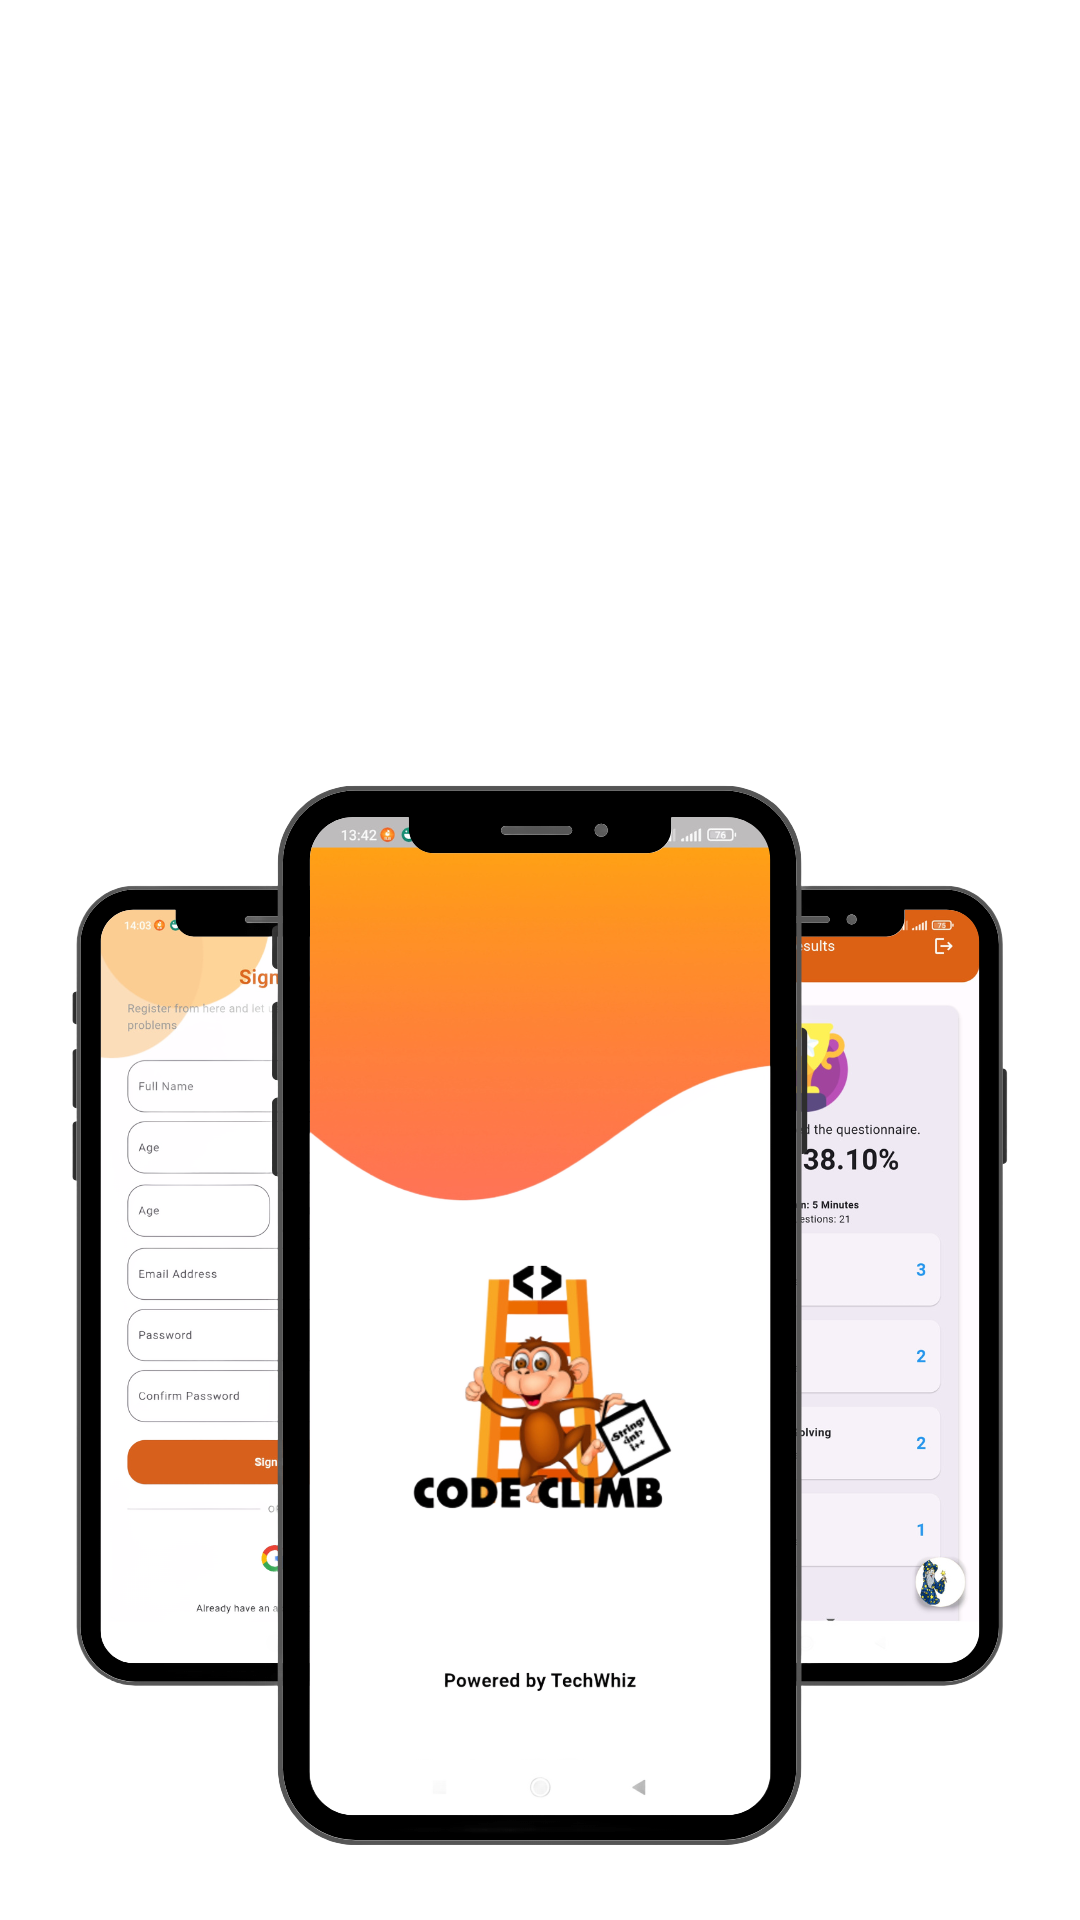 13:42
76
<>
String>
<int>
i++
CODE CLIMB
Powered by TechWhiz
14:03
Sign
Register from here and let
problems
Full Name
Age
Age
Email Address
Password
Confirm Password
Sign
Already have an a
75
esults
d the questionnaire.
38.10%
n: 5 Minutes
estions: 21
3
2
olving
2
1